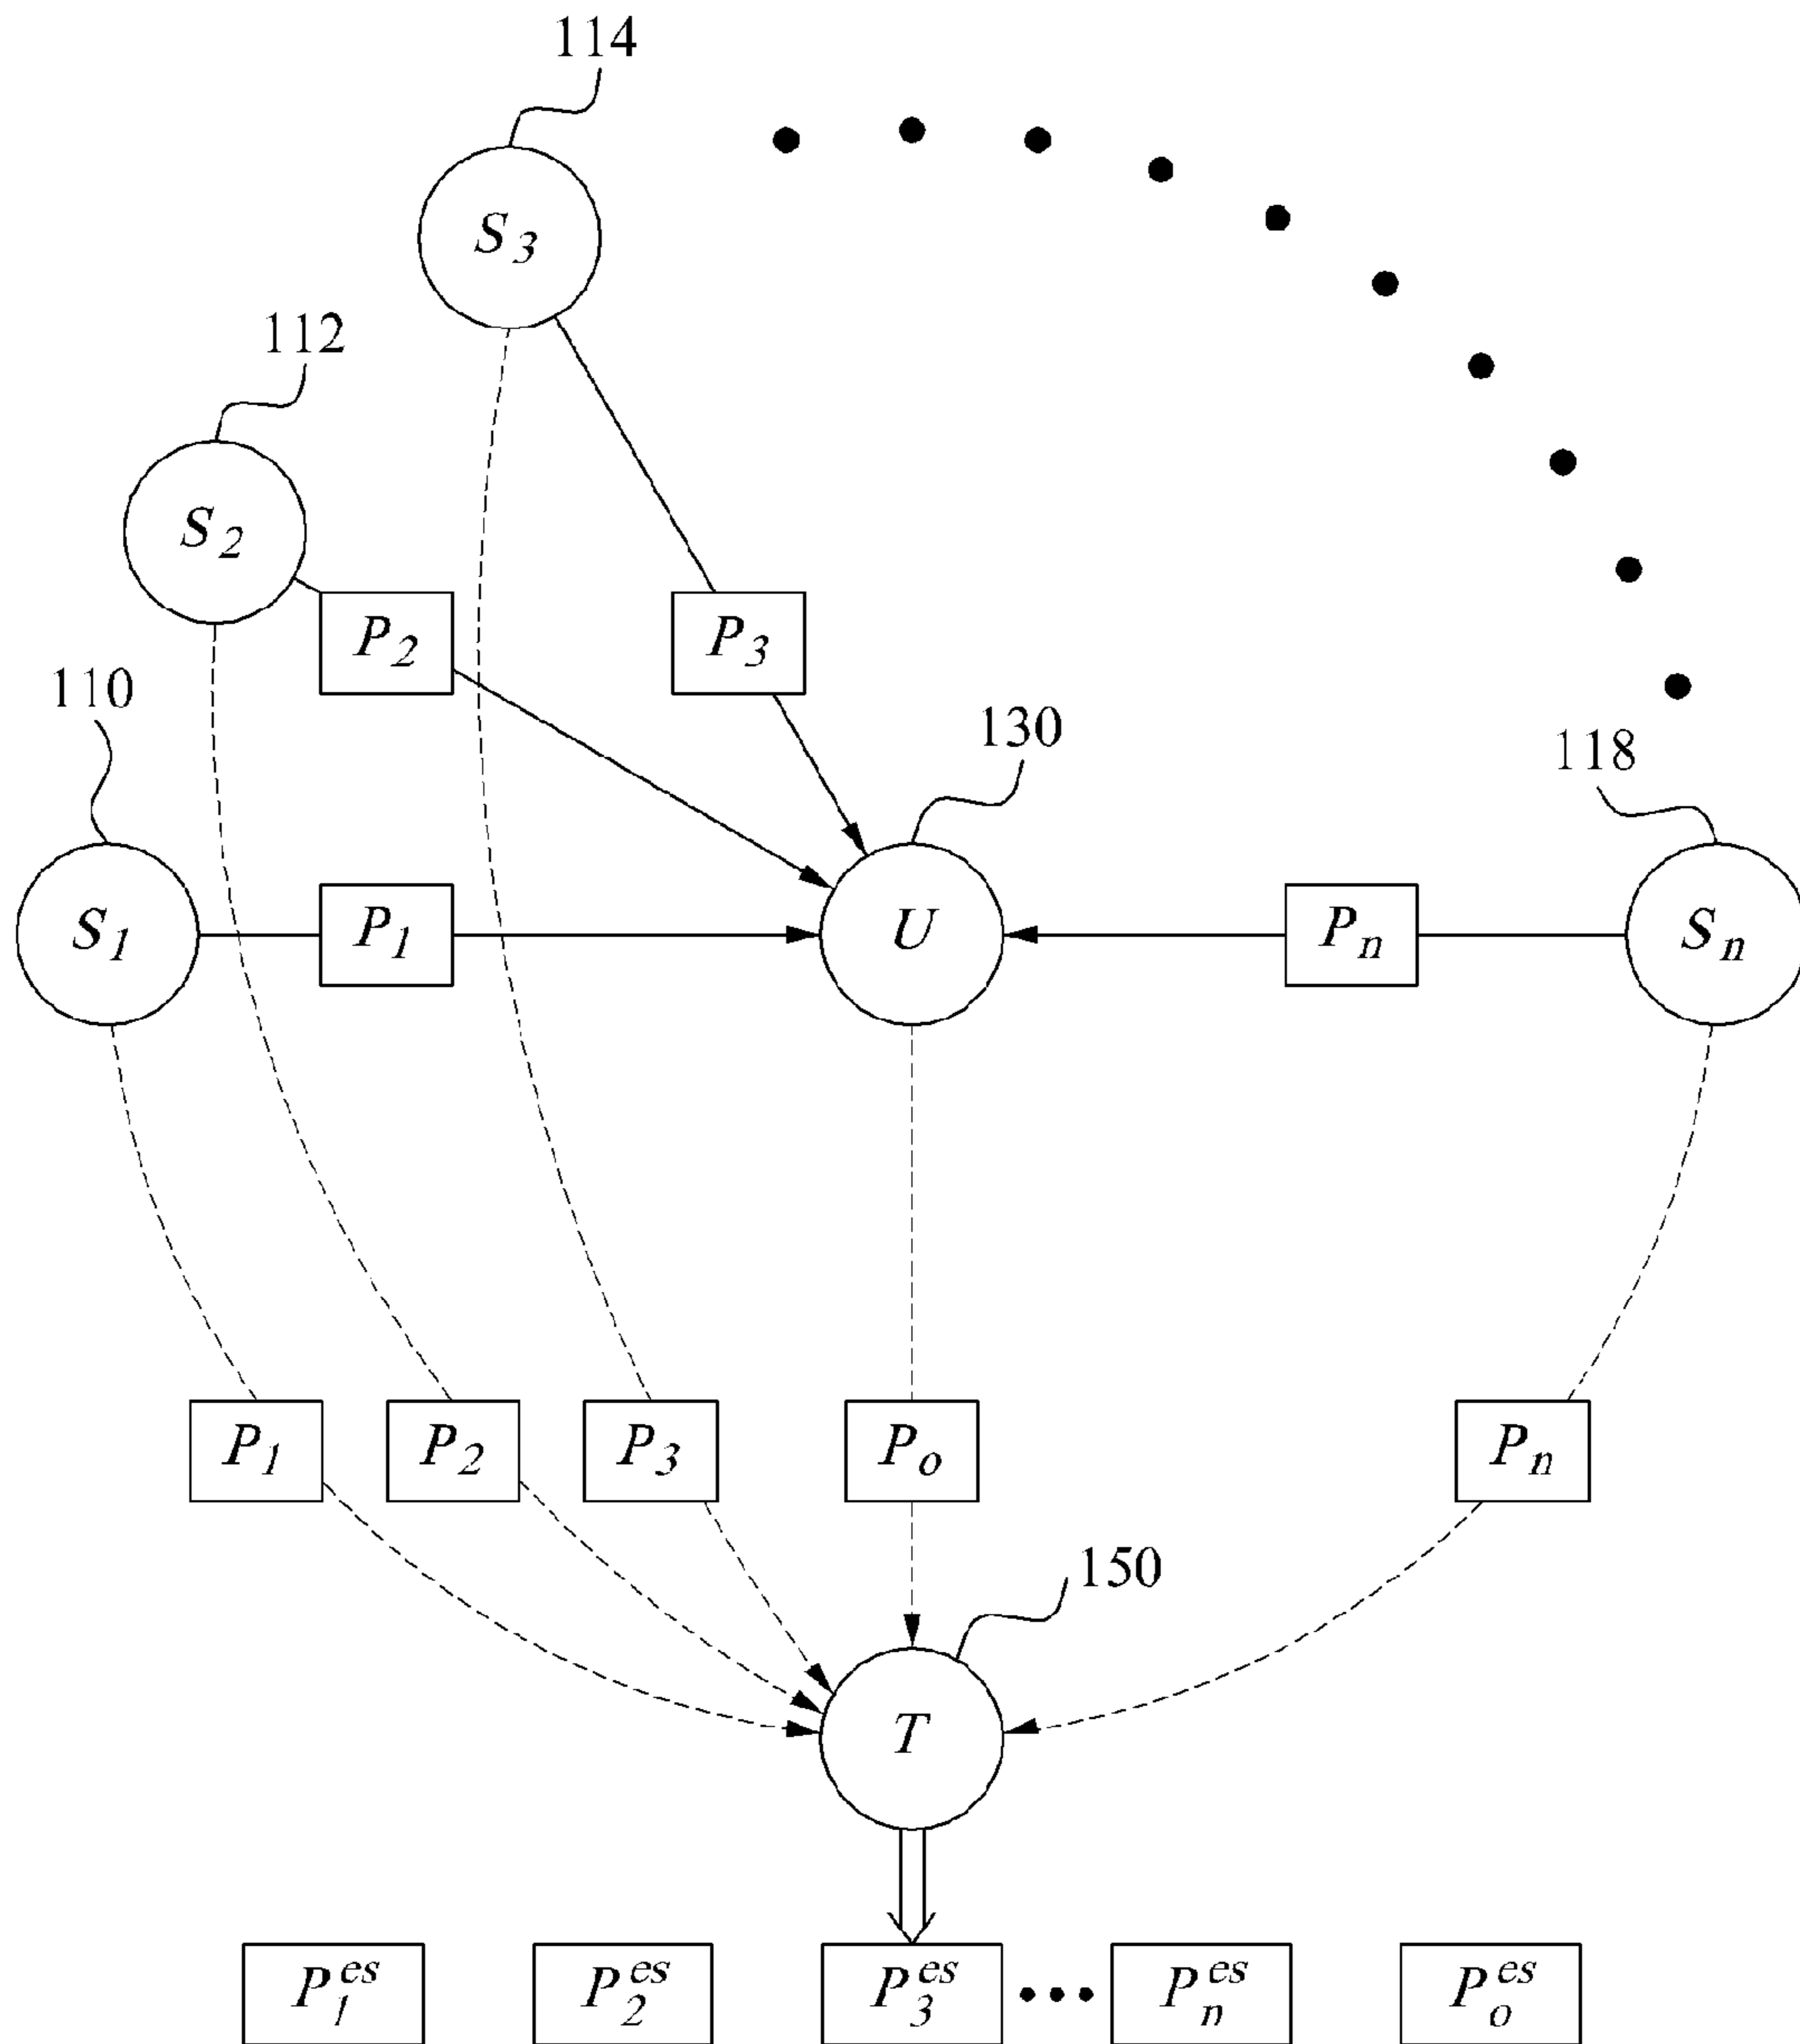 114
S3
112
S2
P2
P3
110
130
118
S1
P1
U
Pn
Sn
P1
P2
P3
Po
Pn
150
T
P1es
P2es
P3es
•••
Pnes
Poes